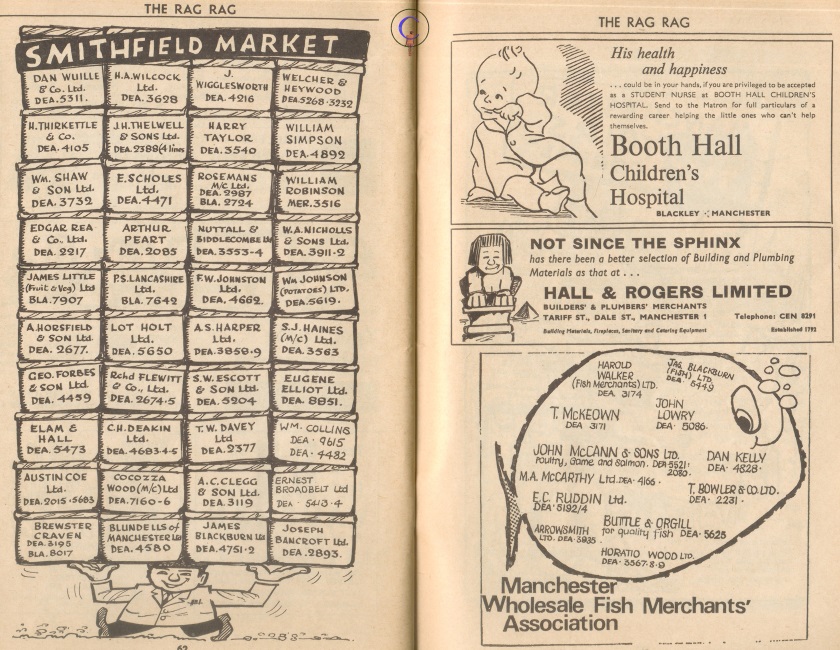 THE RAG RAG
SMITHFIELD MARKET
DAN WUILLE
& Co. Ltd.
DEA.5311.
H.A.WILCOCK
Ltd.
DEA.3628
J.
WIGGLESWORTH
DEA.4216
WELCHER &
HEYWOOD
DEA.5268·3232
H.THIRKETTLE
& Co.
DEA.4105
J.H.THELWELL
& SONS Ltd.
DEA.2388(4 lines
HARRY
TAYLOR
DEA.3540
WILLIAM
SIMPSON
DEA.4892
WM. SHAW
& SON Ltd.
DEA.3732
E.SCHOLES
Ltd.
DEA.4471
ROSEMANS
M/C Ltd.
DEA.2987
BLA.2724
WILLIAM
ROBINSON
MER.3516
EDGAR REA
& Co. Ltd.
DEA.2217
ARTHUR
PEART
DEA.2085
NUTTALL &
BIDDLECOMBE Ltd
DEA.3553-4
W.A.NICHOLLS
& SONS Ltd.
DEA.3911·2
JAMES LITTLE
(Fruit & Veg) Ltd
BLA.7907
P.S.LANCASHIRE
Ltd.
BLA.7642
F.W.JOHNSTON
Ltd.
DEA.4662.
Wm JOHNSON
(POTATOES) LTD.
DEA.5619.
A.HORSFIELD
& SON Ltd.
DEA.2677.
LOT HOLT
Ltd.
DEA.5650
A.S.HARPER
Ltd.
DEA.3858·9
S.J.HAINES
(M/C) Ltd.
DEA.3563
GEO.FORBES
& SON Ltd.
DEA.4459
Rchd FLEWITT
& Co. Ltd.
DEA.2674·5
S.W.ESCOTT
& SON Ltd.
DEA.5204
EUGENE
ELLIOT Ltd.
DEA.8851.
ELAM &
HALL
DEA.5473
C.H.DEAKIN
Ltd.
DEA.4683·4·5
T.W.DAVEY
Ltd.
DEA.2377
WM. COLLINS
DEA·9615
DEA·4482
AUSTIN COE
Ltd.
DEA.2015·5683
COCOZZA
WOOD(M/C)Ltd
DEA.7160-6
A.C.CLEGG
& SON Ltd.
DEA.3119
ERNEST
BROADBELT Ltd
DEA·5413·4
BREWSTER
CRAVEN
DEA.3195
BLA.8017
BLUNDELLS of
MANCHESTER Ltd
DEA.4580
JAMES
BLACKBURN Ltd
DEA.4751·2
JOSEPH
BANCROFT Ltd
DEA.2893.
62
THE RAG RAG
His health
and happiness
. . . could be in your hands, if you are privileged to be accepted
as a STUDENT NURSE at BOOTH HALL CHILDREN'S
HOSPITAL. Send to the Matron for full particulars of a
rewarding career helping the little ones who can't help
themselves.
Booth Hall
Children's
Hospital
BLACKLEY : MANCHESTER
NOT SINCE THE SPHINX
has there been a better selection of Building and Plumbing
Materials as that at . . .
HALL & ROGERS LIMITED
BUILDERS' & PLUMBERS' MERCHANTS
TARIFF ST., DALE ST., MANCHESTER 1 Telephone: CEN 8291
Building Materials, Fireplaces, Sanitary and Catering Equipment Established 1792
HAROLD
WALKER
(Fish Merchants) LTD.
DEA. 3174
JAS. BLACKBURN
(FISH) LTD.
DEA. 5449
T. McKEOWN
DEA 3171
JOHN
LOWRY
DEA· 5086·
JOHN McCANN & SONS LTD.
Poultry, Game and Salmon. DEA·5521·
2080·
DAN KELLY
DEA· 4828·
M.A. McCARTHY Ltd. DEA· 4166·
T. BOWLER & CO. LTD.
DEA· 2231·
E.C. RUDDIN Ltd.
DEA·5192/4
BUTTLE & ORGILL
for quality fish DEA· 5625
ARROWSMITH
LTD. DEA·3835
HORATIO WOOD LTD.
DEA·3567·8·9
Manchester
Wholesale Fish Merchants'
Association